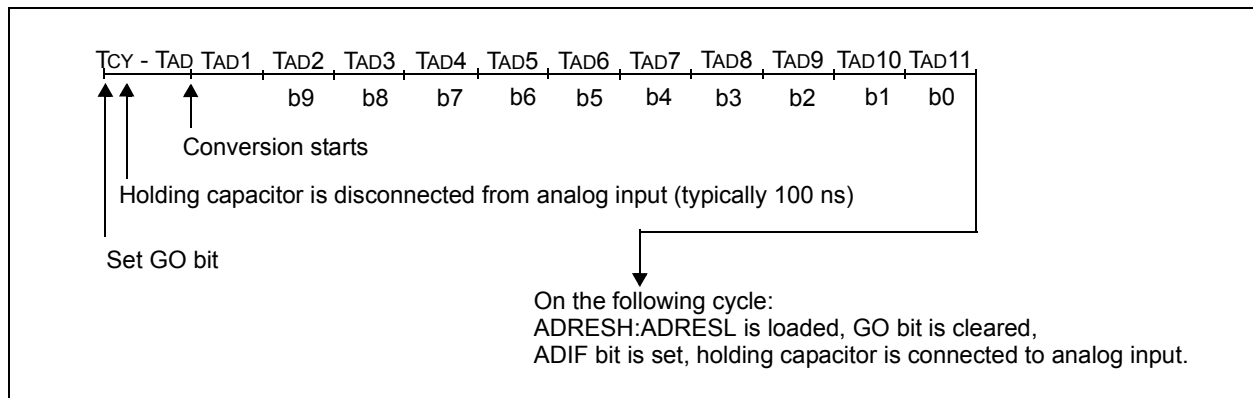 TCY - TAD TAD1 TAD2 TAD3 TAD4 TAD5 TAD6 TAD7 TAD8 TAD9 TAD10 TAD11
b9 b8 b7 b6 b5 b4 b3 b2 b1 b0
Conversion starts
Holding capacitor is disconnected from analog input (typically 100 ns)
Set GO bit
On the following cycle:
ADRESH:ADRESL is loaded, GO bit is cleared,
ADIF bit is set, holding capacitor is connected to analog input.